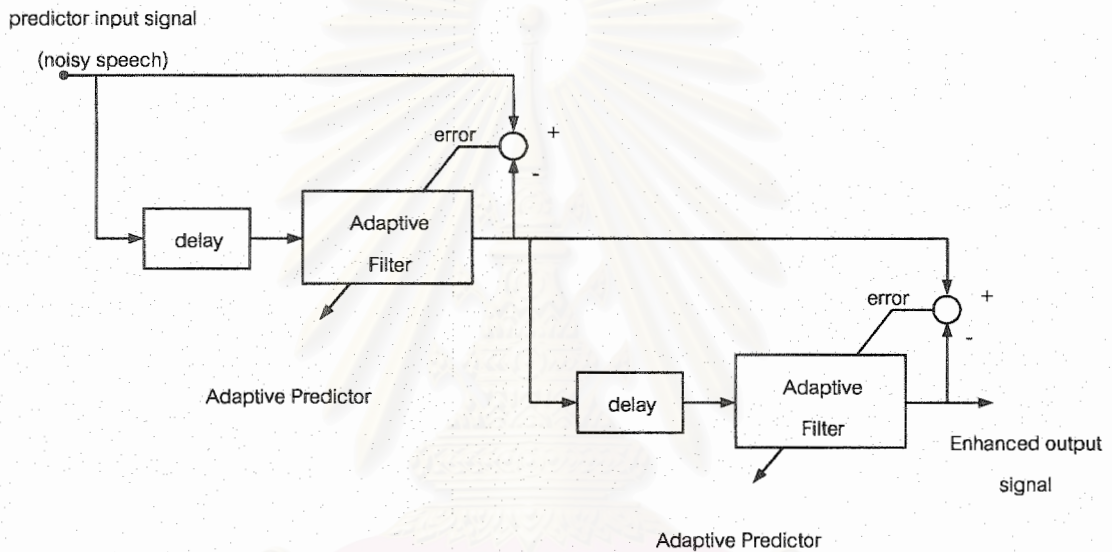 predictor input signal
(noisy speech)
error
+
-
delay
Adaptive
Filter
Adaptive Predictor
error
+
-
delay
Adaptive
Filter
Enhanced output
signal
Adaptive Predictor